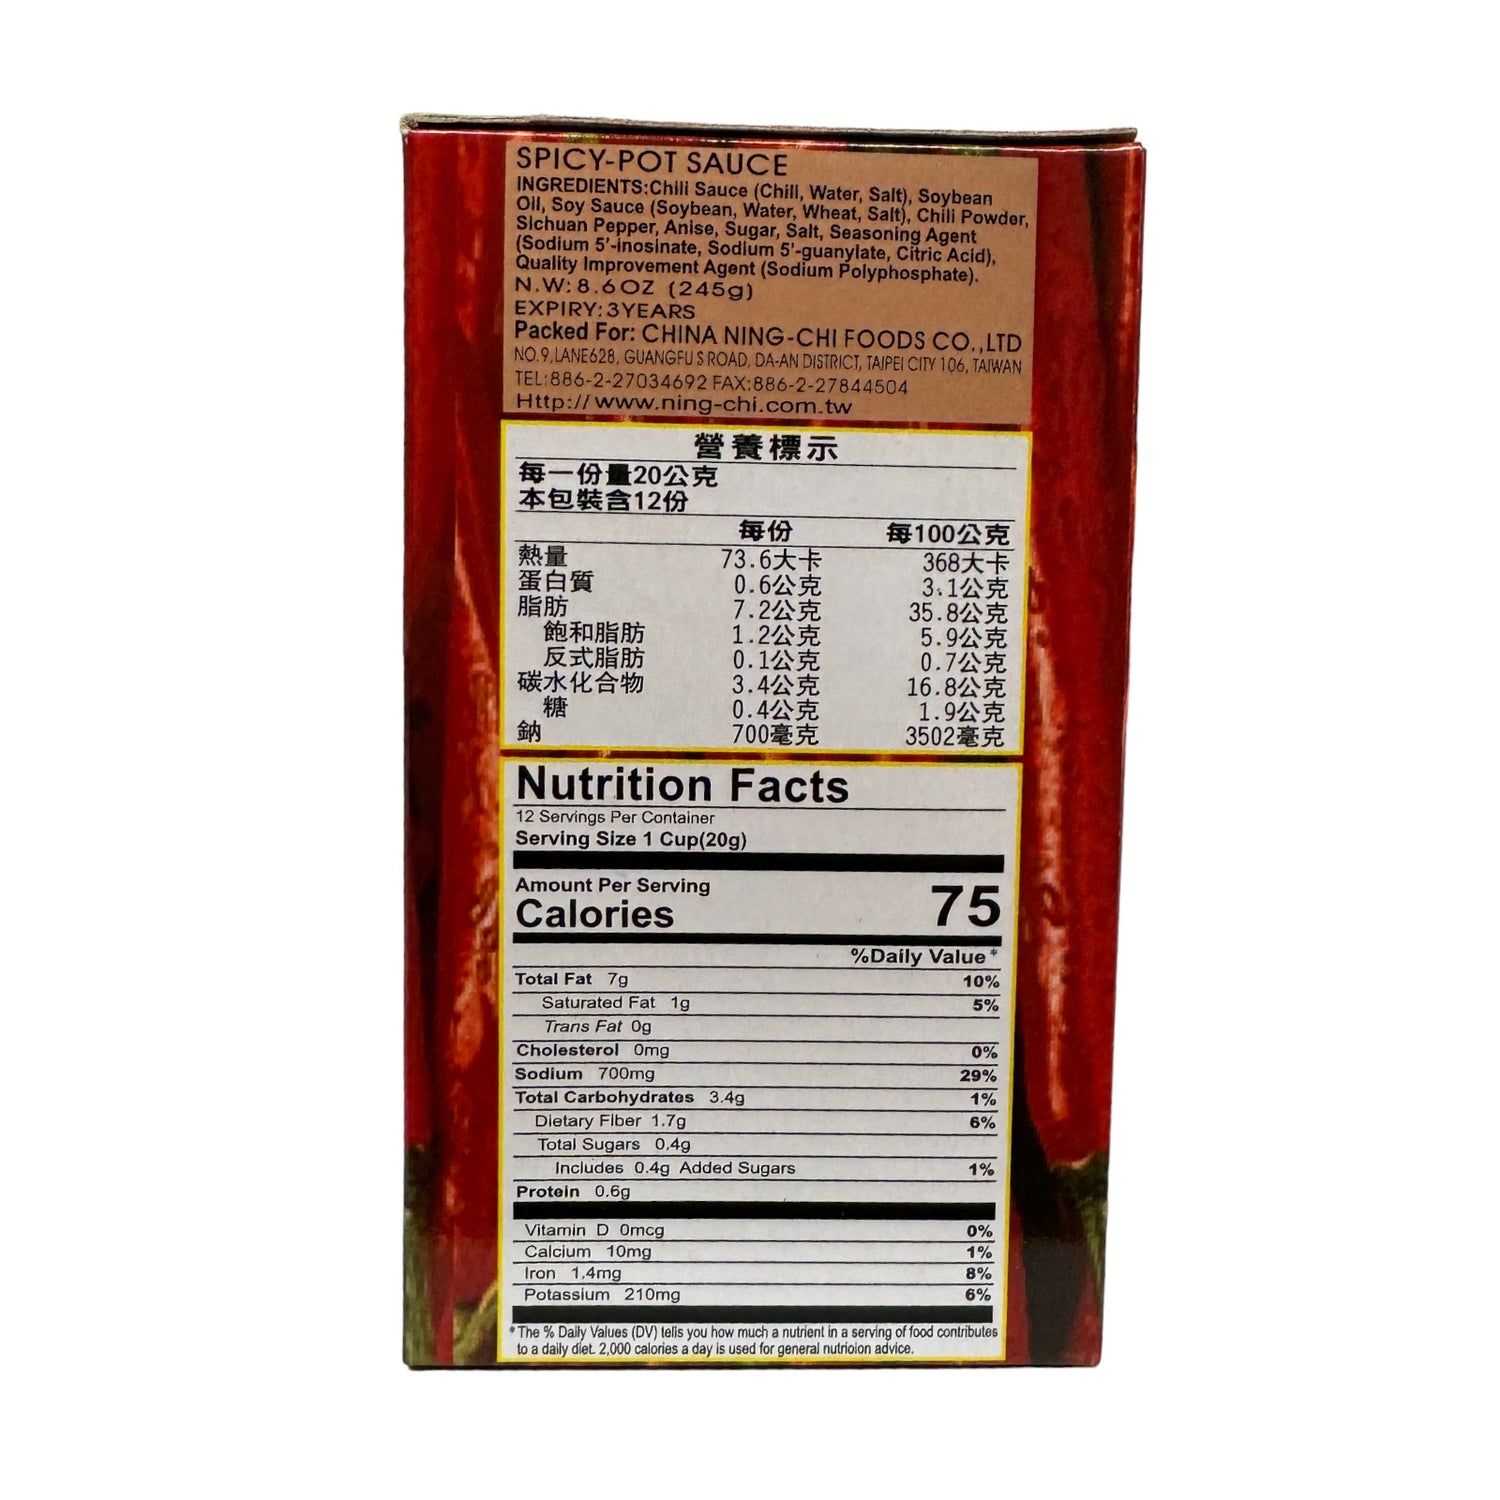 SPICY-POT SAUCE
INGREDIENTS:Chili Sauce (Chili, Water, Salt), Soybean
Oil, Soy Sauce (Soybean, Water, Wheat, Salt), Chili Powder,
Sichuan Pepper, Anise, Sugar, Salt, Seasoning Agent
(Sodium 5'-inosinate, Sodium 5'-guanylate, Citric Acid),
Quality Improvement Agent (Sodium Polyphosphate).
N.W:8.6OZ (245g)
EXPIRY:3YEARS
Packed For: CHINA NING-CHI FOODS CO.,LTD
NO.9,LANE628, GUANGFU S ROAD, DA-AN DISTRICT, TAIPEI CITY 106, TAIWAN
TEL:886-2-27034692 FAX:886-2-27844504
Http://www.ning-chi.com.tw
營養標示
每一份量20公克
本包裝含12份
每份 每100公克
熱量 73.6大卡 368大卡
蛋白質 0.6公克 3.1公克
脂肪 7.2公克 35.8公克
飽和脂肪 1.2公克 5.9公克
反式脂肪 0.1公克 0.7公克
碳水化合物 3.4公克 16.8公克
糖 0.4公克 1.9公克
鈉 700毫克 3502毫克
Nutrition Facts
12 Servings Per Container
Serving Size 1 Cup(20g)
Amount Per Serving
Calories 75
%Daily Value*
Total Fat 7g 10%
Saturated Fat 1g 5%
Trans Fat 0g
Cholesterol 0mg 0%
Sodium 700mg 29%
Total Carbohydrates 3.4g 1%
Dietary Fiber 1.7g 6%
Total Sugars 0.4g
Includes 0.4g Added Sugars 1%
Protein 0.6g
Vitamin D 0mcg 0%
Calcium 10mg 1%
Iron 1.4mg 8%
Potassium 210mg 6%
*The % Daily Values (DV) tells you how much a nutrient in a serving of food contributes
to a daily diet. 2,000 calories a day is used for general nutrioion advice.